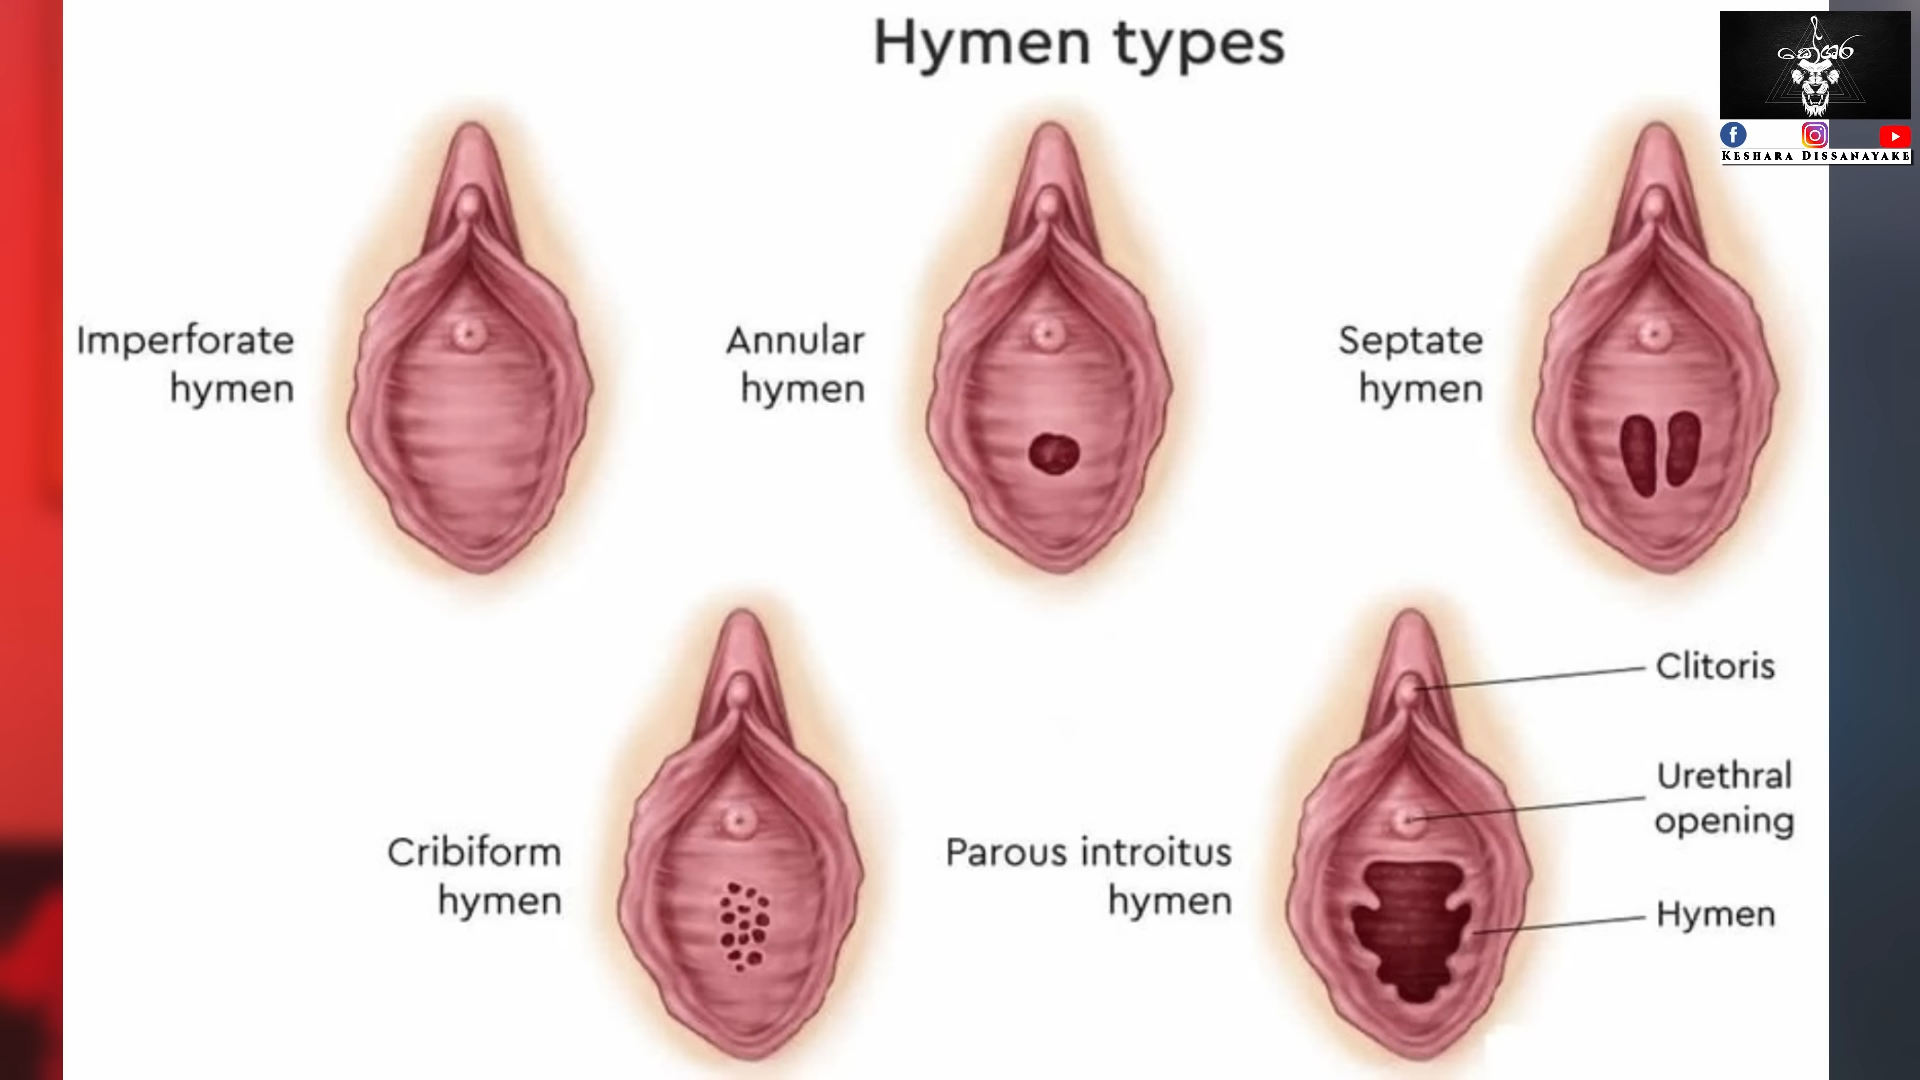 Hymen types
කේශර
KESHARA DISSANAYAKE
Imperforate
hymen
Annular
hymen
Septate
hymen
Clitoris
Urethral
opening
Cribiform
hymen
Parous introitus
hymen
Hymen